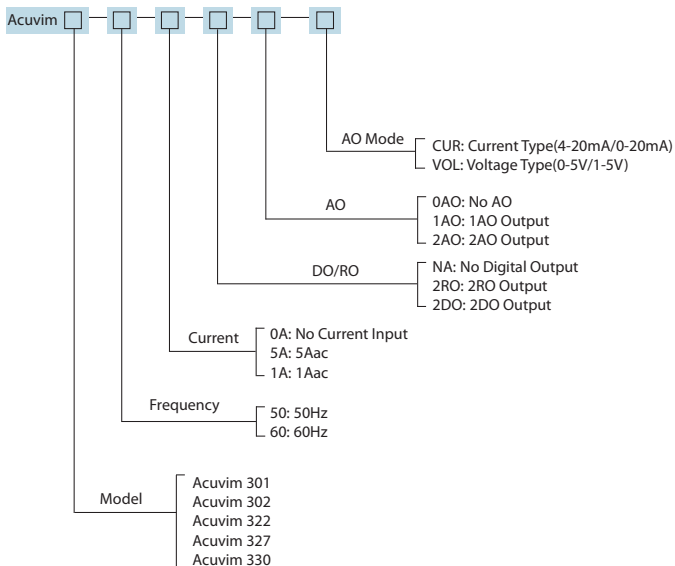 Acuvim
AO Mode
CUR: Current Type(4-20mA/0-20mA)
VOL: Voltage Type(0-5V/1-5V)
AO
0AO: No AO
1AO: 1AO Output
2AO: 2AO Output
DO/RO
NA: No Digital Output
2RO: 2RO Output
2DO: 2DO Output
Current
0A: No Current Input
5A: 5Aac
1A: 1Aac
Frequency
50: 50Hz
60: 60Hz
Model
Acuvim 301
Acuvim 302
Acuvim 322
Acuvim 327
Acuvim 330